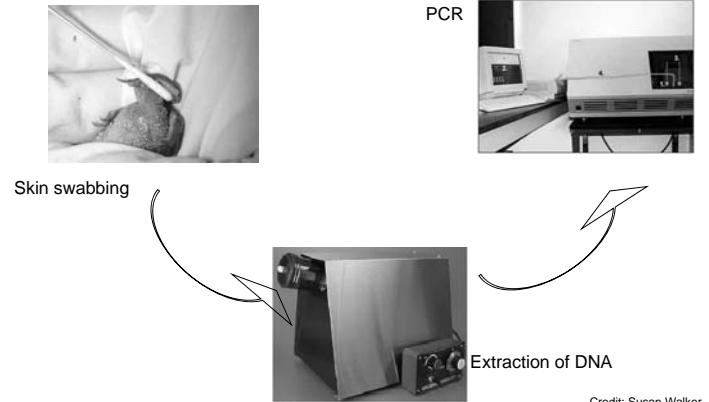 PCR
Skin swabbing
Extraction of DNA
Credit: Susan Walker